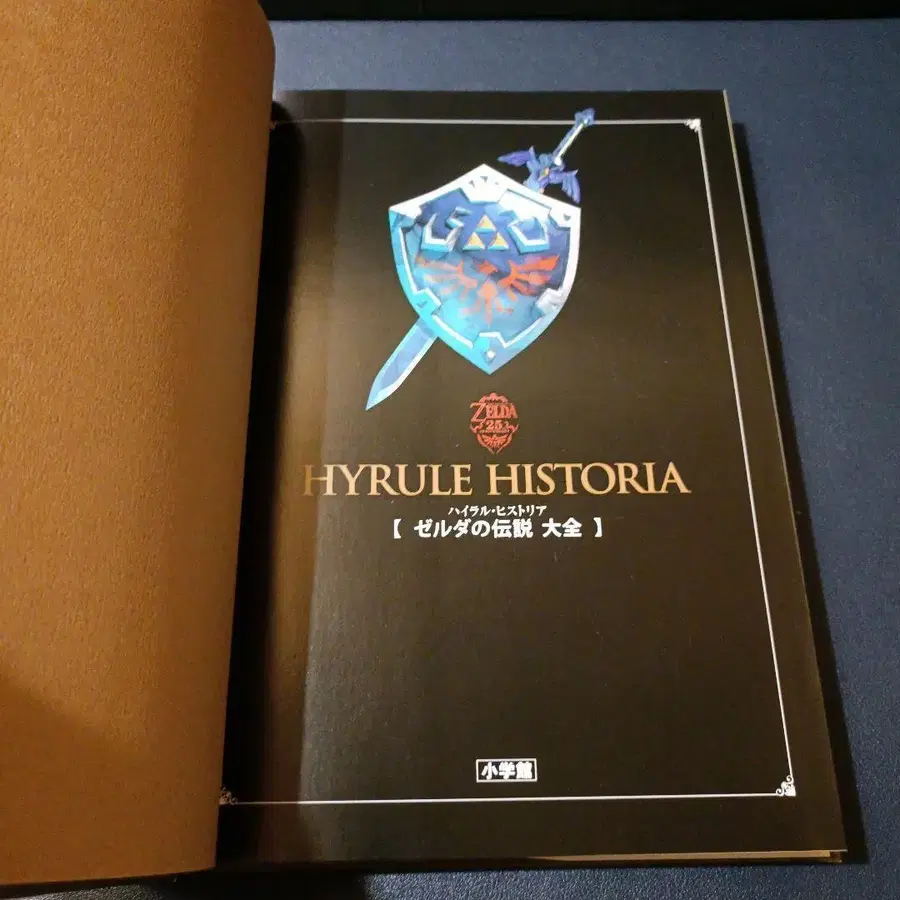 ZELDA
25th
HYRULE HISTORIA
ハイラル・ヒストリア
【 ゼルダの伝説 大全 】
小学館